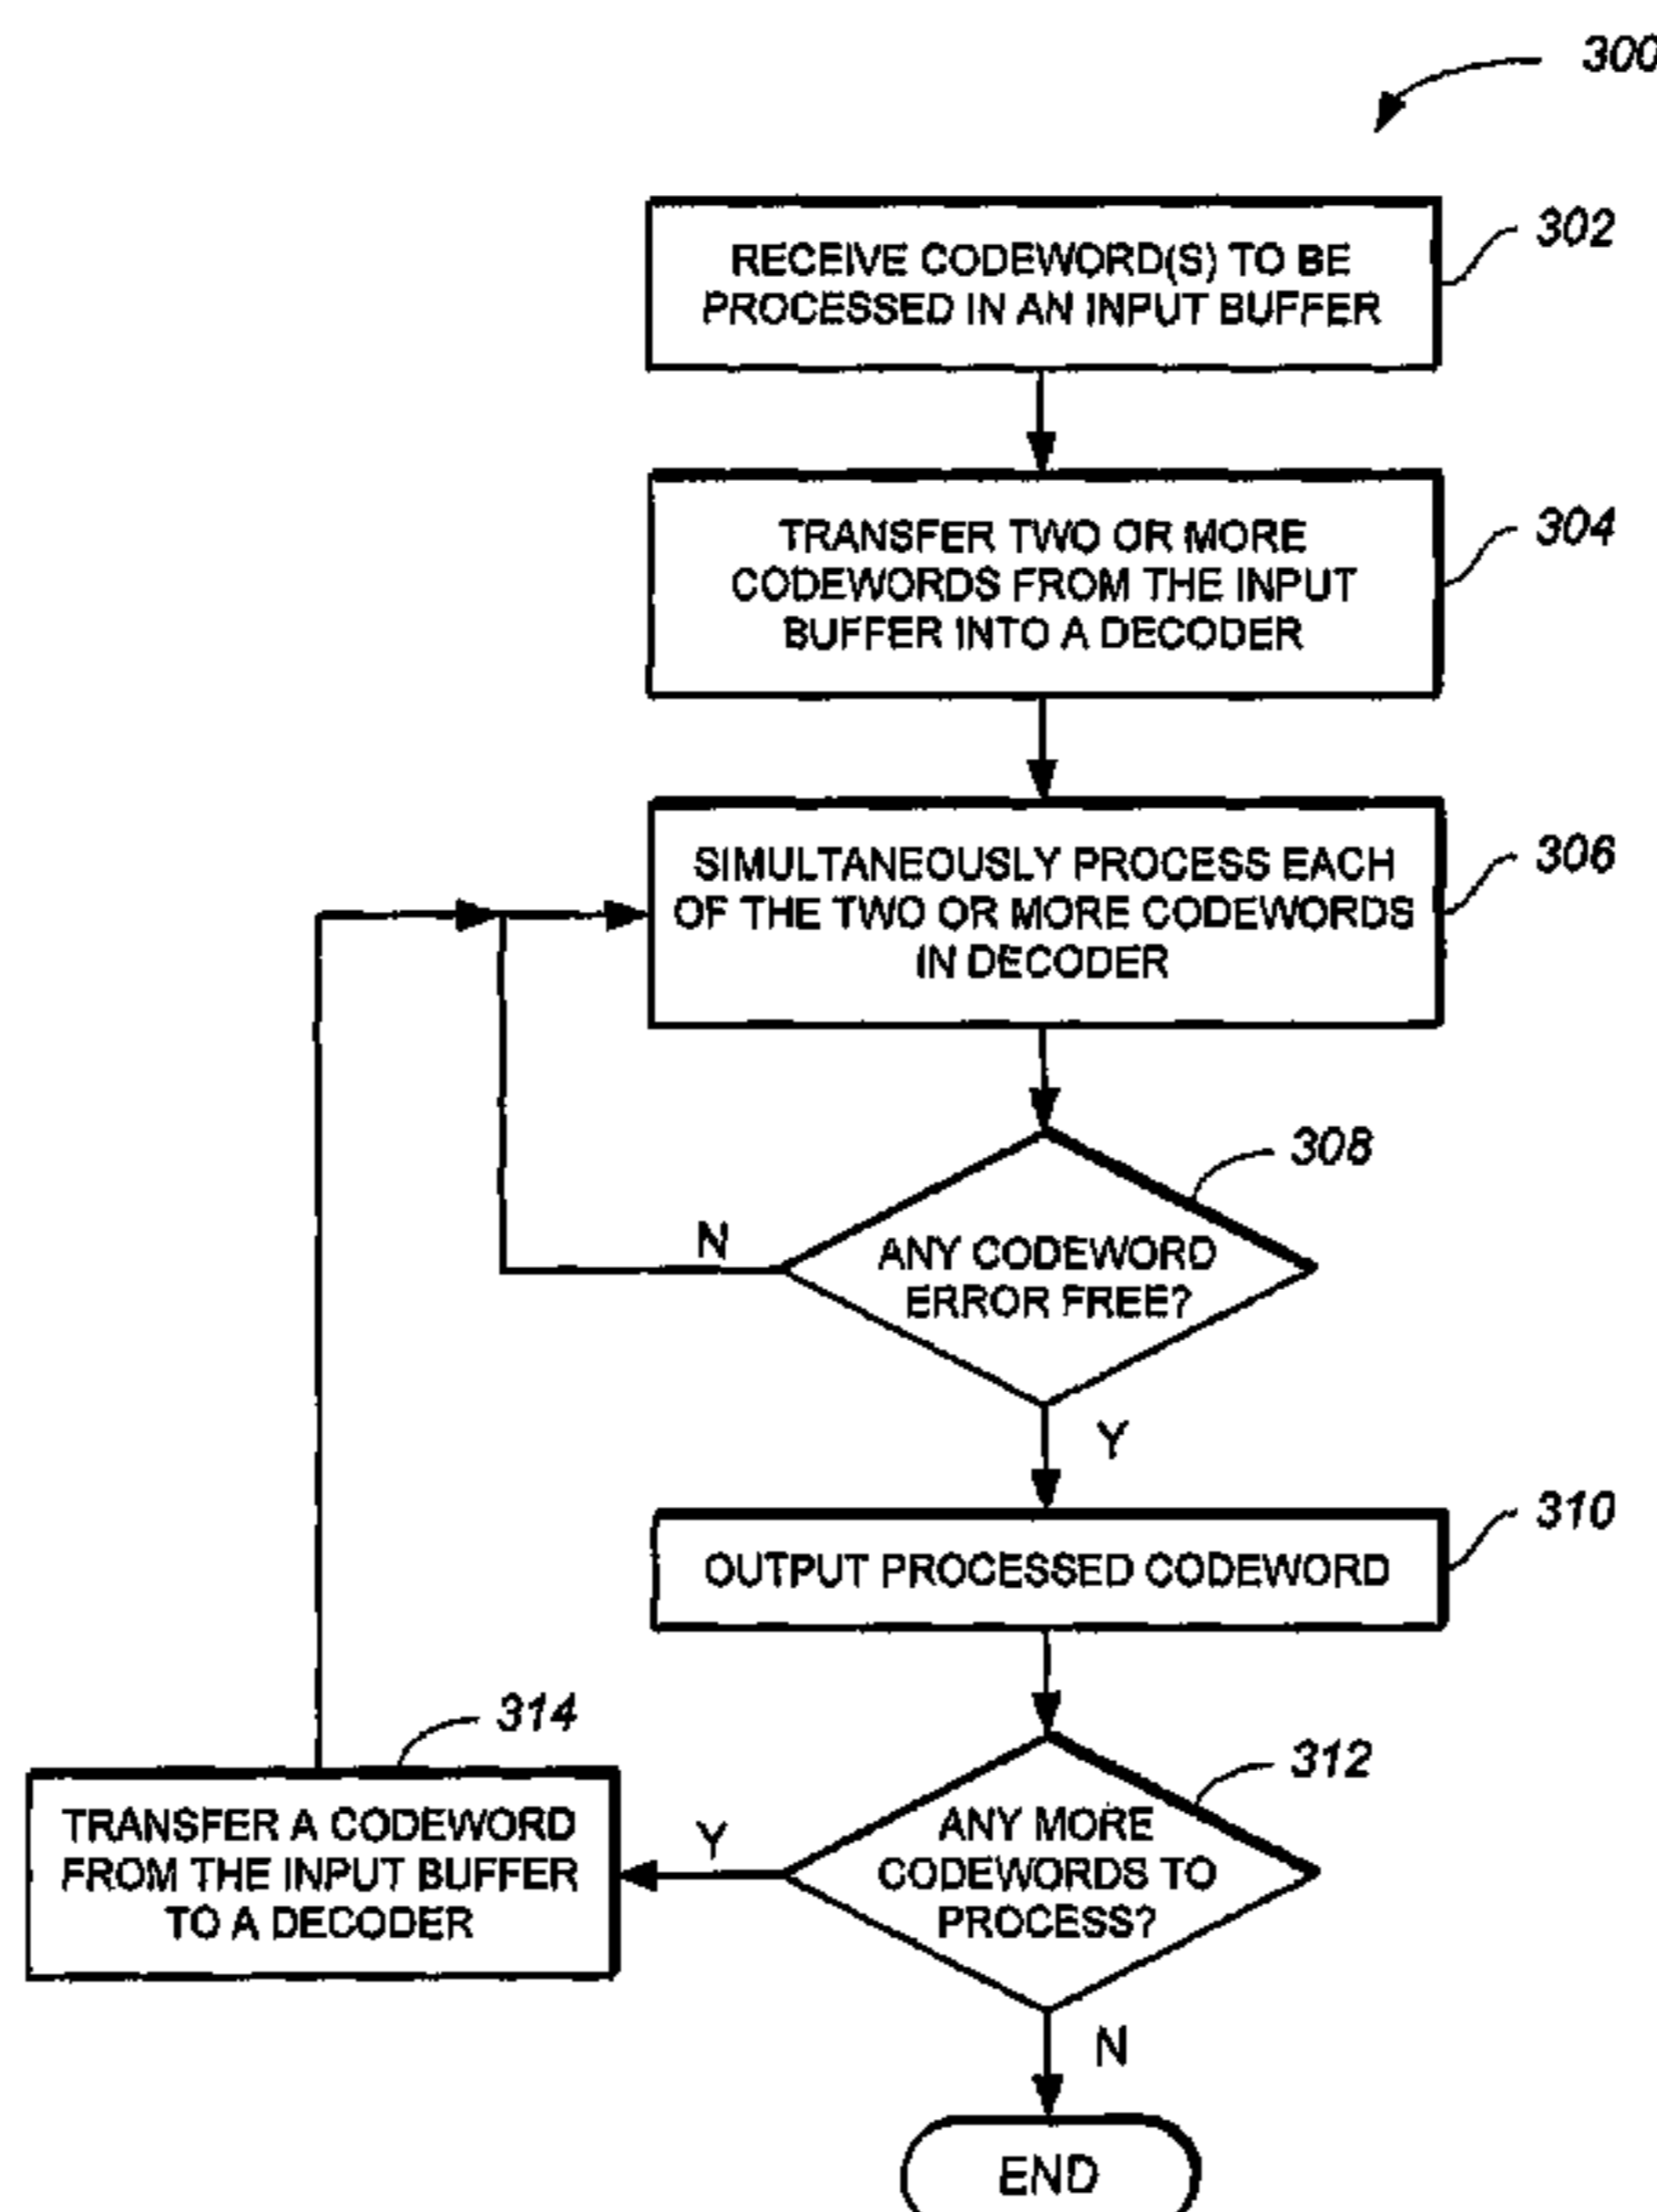 300
RECEIVE CODEWORD(S) TO BE
PROCESSED IN AN INPUT BUFFER
302
TRANSFER TWO OR MORE
CODEWORDS FROM THE INPUT
BUFFER INTO A DECODER
304
SIMULTANEOUSLY PROCESS EACH
OF THE TWO OR MORE CODEWORDS
IN DECODER
306
308
ANY CODEWORD
ERROR FREE?
N
Y
OUTPUT PROCESSED CODEWORD
310
312
ANY MORE
CODEWORDS TO
PROCESS?
Y
314
TRANSFER A CODEWORD
FROM THE INPUT BUFFER
TO A DECODER
N
END